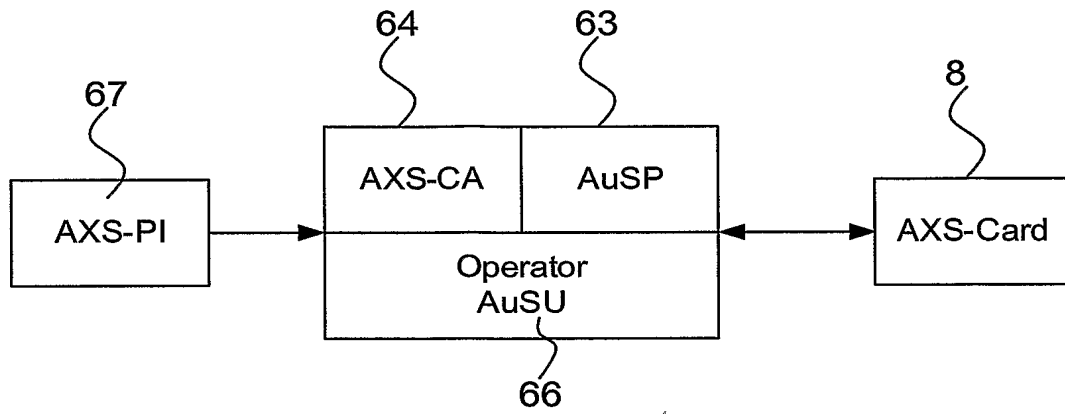 64
63
67
8
AXS-CA
AuSP
AXS-PI
AXS-Card
Operator
AuSU
66